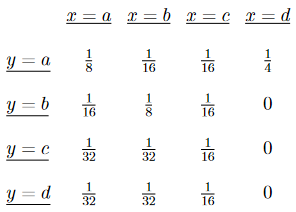 x = a x = b x = c x = d
y = a 1/8 1/16 1/16 1/4
y = b 1/16 1/8 1/16 0
y = c 1/32 1/32 1/16 0
y = d 1/32 1/32 1/16 0